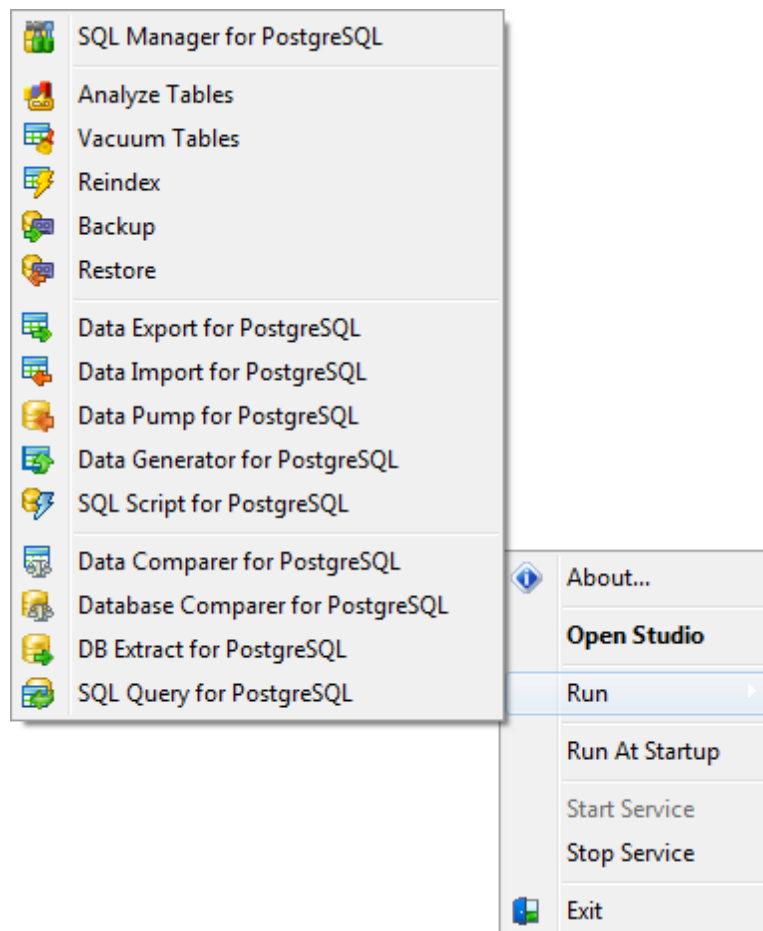 SQL Manager for PostgreSQL
Analyze Tables
Vacuum Tables
Reindex
Backup
Restore
Data Export for PostgreSQL
Data Import for PostgreSQL
Data Pump for PostgreSQL
Data Generator for PostgreSQL
SQL Script for PostgreSQL
Data Comparer for PostgreSQL
Database Comparer for PostgreSQL
DB Extract for PostgreSQL
SQL Query for PostgreSQL
About...
Open Studio
Run
Run At Startup
Start Service
Stop Service
Exit